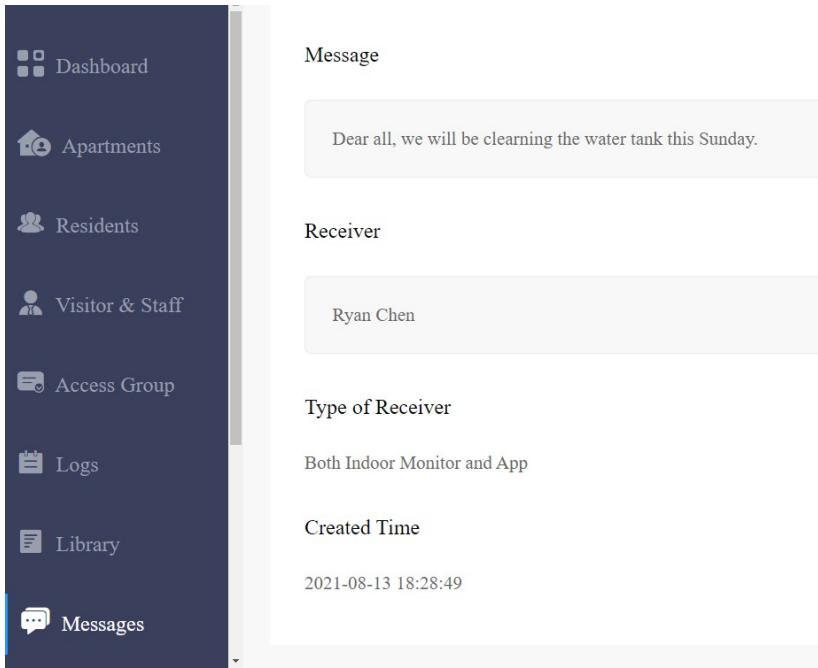 Dashboard
Apartments
Residents
Visitor & Staff
Access Group
Logs
Library
Messages
Message
Dear all, we will be clearning the water tank this Sunday.
Receiver
Ryan Chen
Type of Receiver
Both Indoor Monitor and App
Created Time
2021-08-13 18:28:49